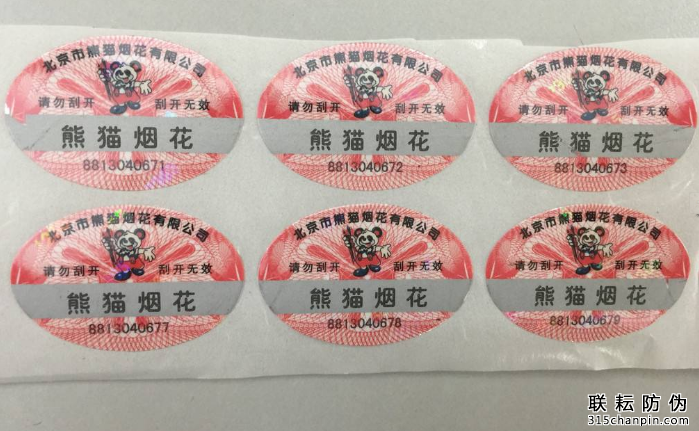 北京市熊猫烟花有限公司
请勿刮开 刮开无效
熊猫烟花
8813040671
北京市熊猫烟花有限公司
请勿刮开 刮开无效
熊猫烟花
8813040672
北京市熊猫烟花有限公司
请勿刮开 刮开无效
熊猫烟花
8813040673
北京市熊猫烟花有限公司
请勿刮开 刮开无效
熊猫烟花
8813040677
北京市熊猫烟花有限公司
请勿刮开 刮开无效
熊猫烟花
8813040678
北京市熊猫烟花有限公司
请勿刮开 刮开无效
熊猫烟花
8813040679
联耘防伪
315chanpin.com